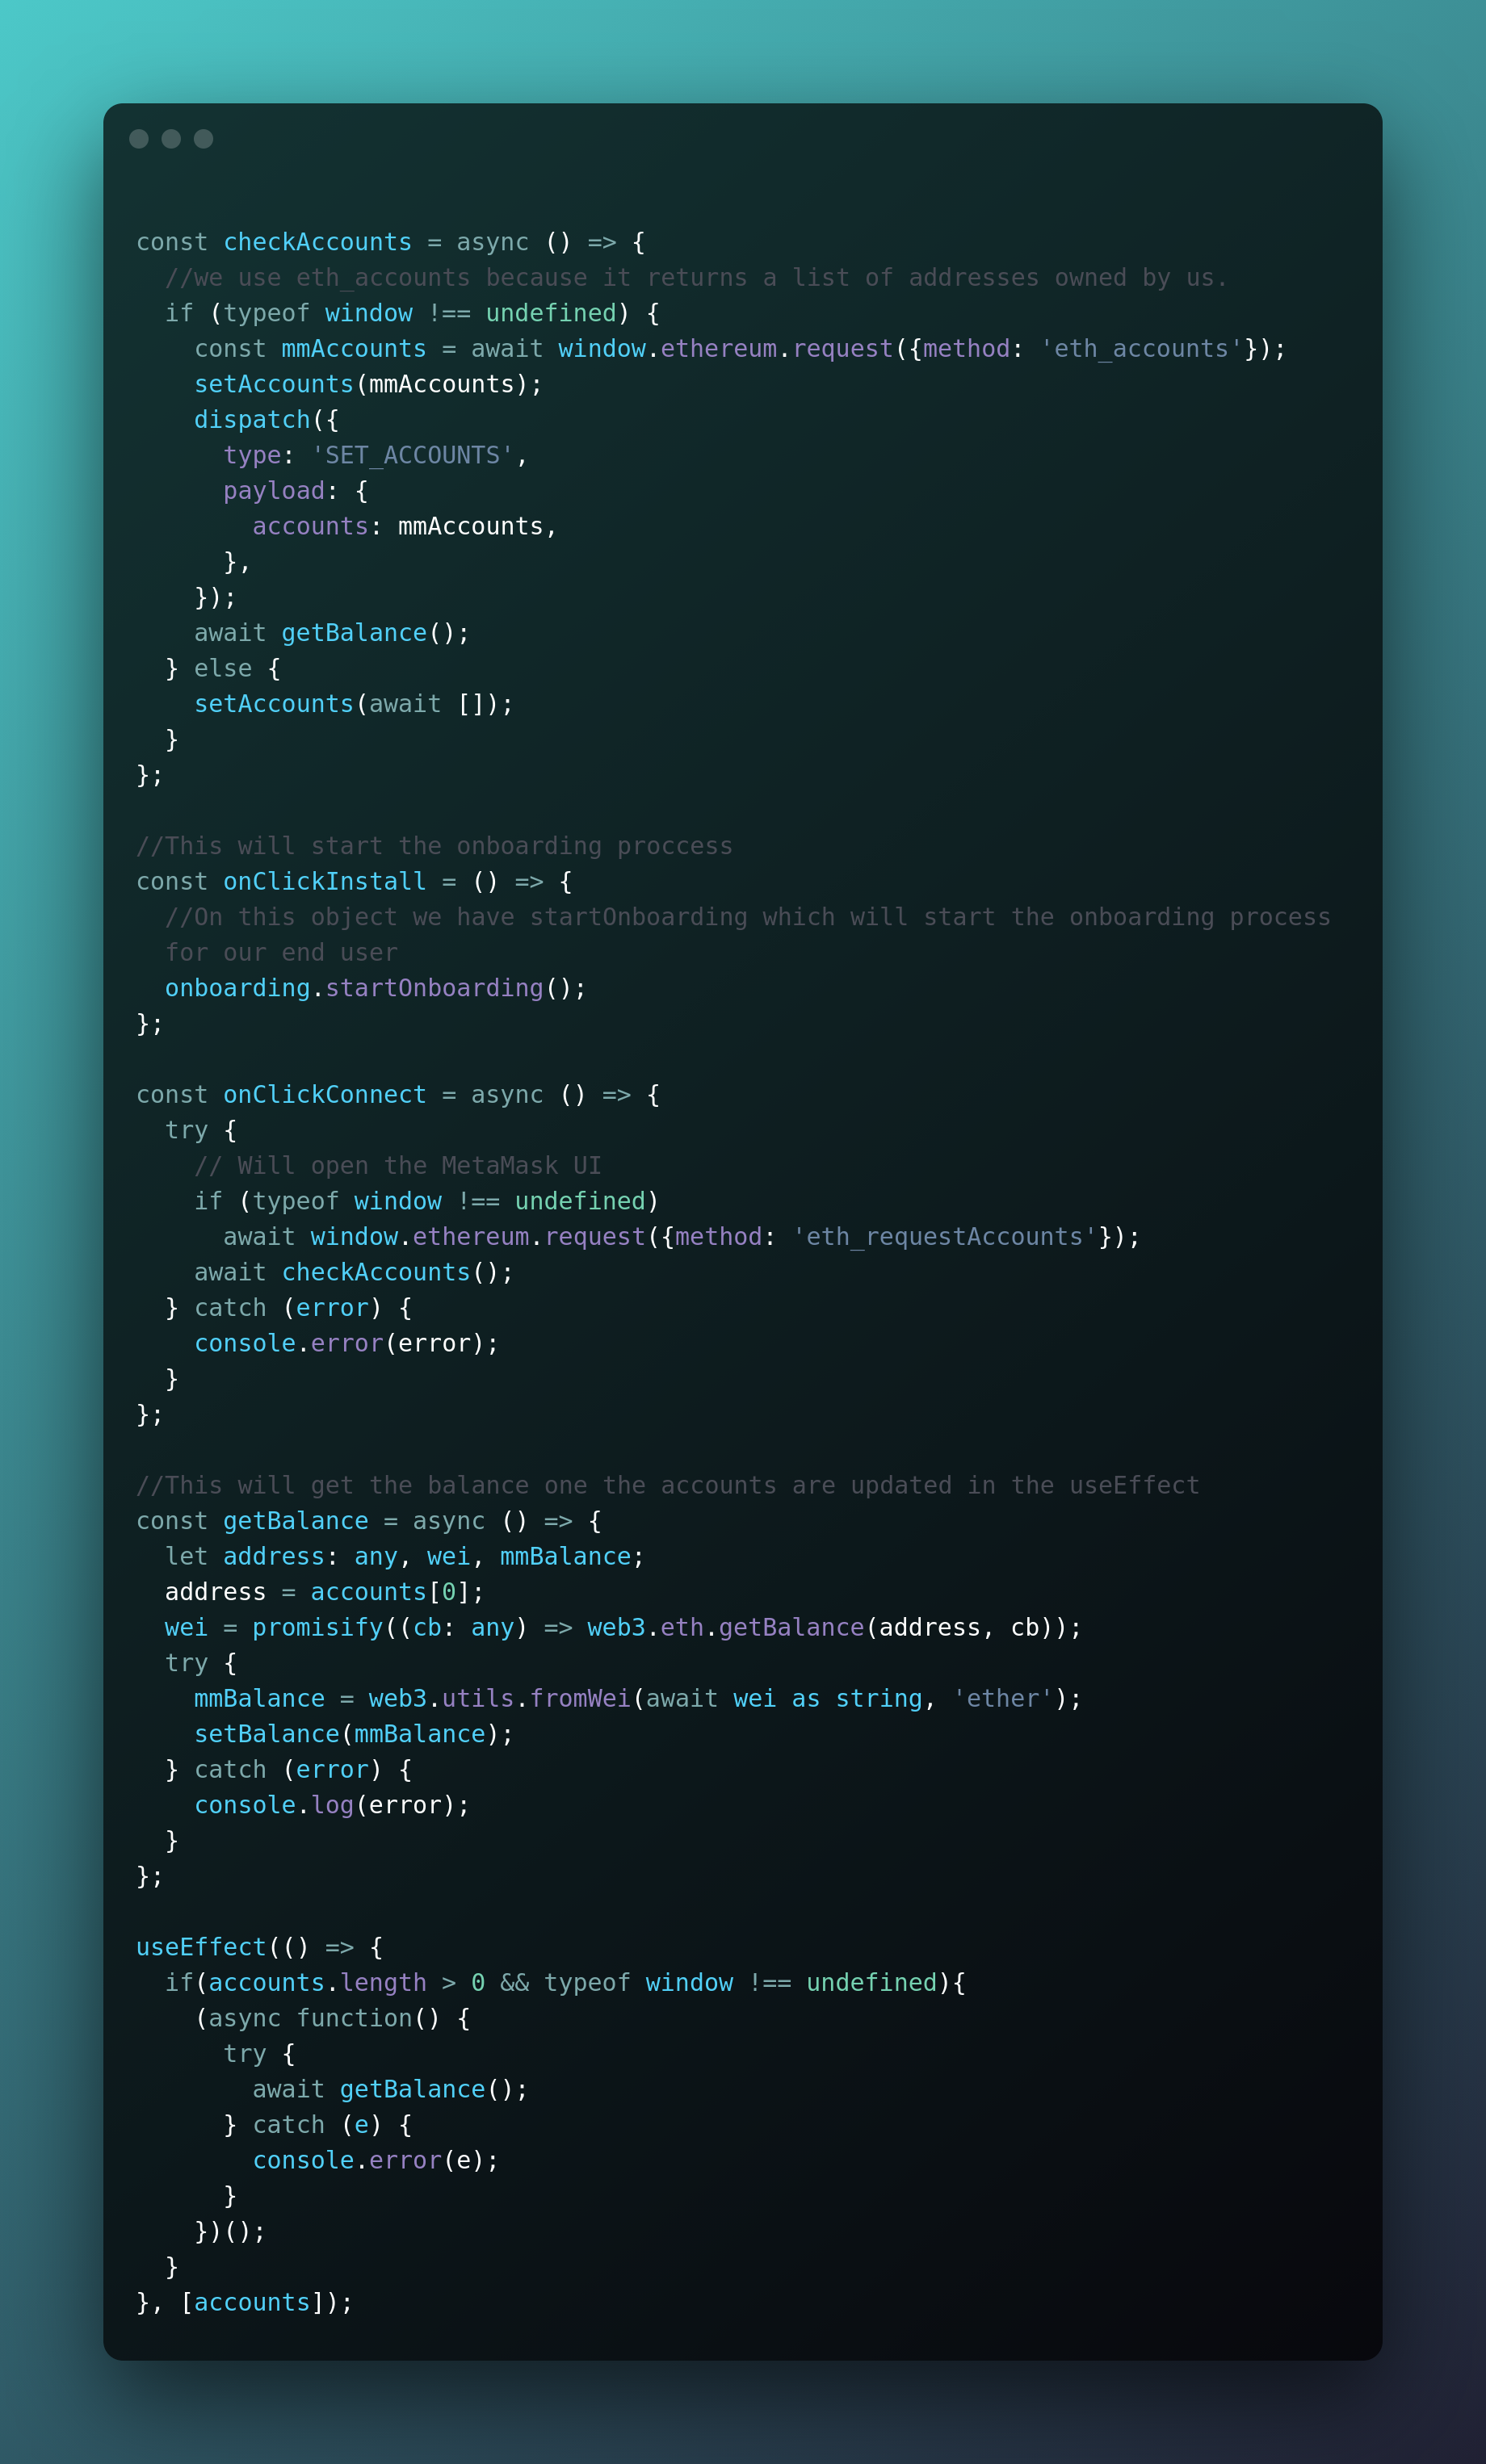 const checkAccounts = async () => {
  //we use eth_accounts because it returns a list of addresses owned by us.
  if (typeof window !== undefined) {
    const mmAccounts = await window.ethereum.request({method: 'eth_accounts'});
    setAccounts(mmAccounts);
    dispatch({
      type: 'SET_ACCOUNTS',
      payload: {
        accounts: mmAccounts,
      },
    });
    await getBalance();
  } else {
    setAccounts(await []);
  }
};

//This will start the onboarding proccess
const onClickInstall = () => {
  //On this object we have startOnboarding which will start the onboarding process
  for our end user
  onboarding.startOnboarding();
};

const onClickConnect = async () => {
  try {
    // Will open the MetaMask UI
    if (typeof window !== undefined)
      await window.ethereum.request({method: 'eth_requestAccounts'});
    await checkAccounts();
  } catch (error) {
    console.error(error);
  }
};

//This will get the balance one the accounts are updated in the useEffect
const getBalance = async () => {
  let address: any, wei, mmBalance;
  address = accounts[0];
  wei = promisify((cb: any) => web3.eth.getBalance(address, cb));
  try {
    mmBalance = web3.utils.fromWei(await wei as string, 'ether');
    setBalance(mmBalance);
  } catch (error) {
    console.log(error);
  }
};

useEffect(() => {
  if(accounts.length > 0 && typeof window !== undefined){
    (async function() {
      try {
        await getBalance();
      } catch (e) {
        console.error(e);
      }
    })();
  }
}, [accounts]);